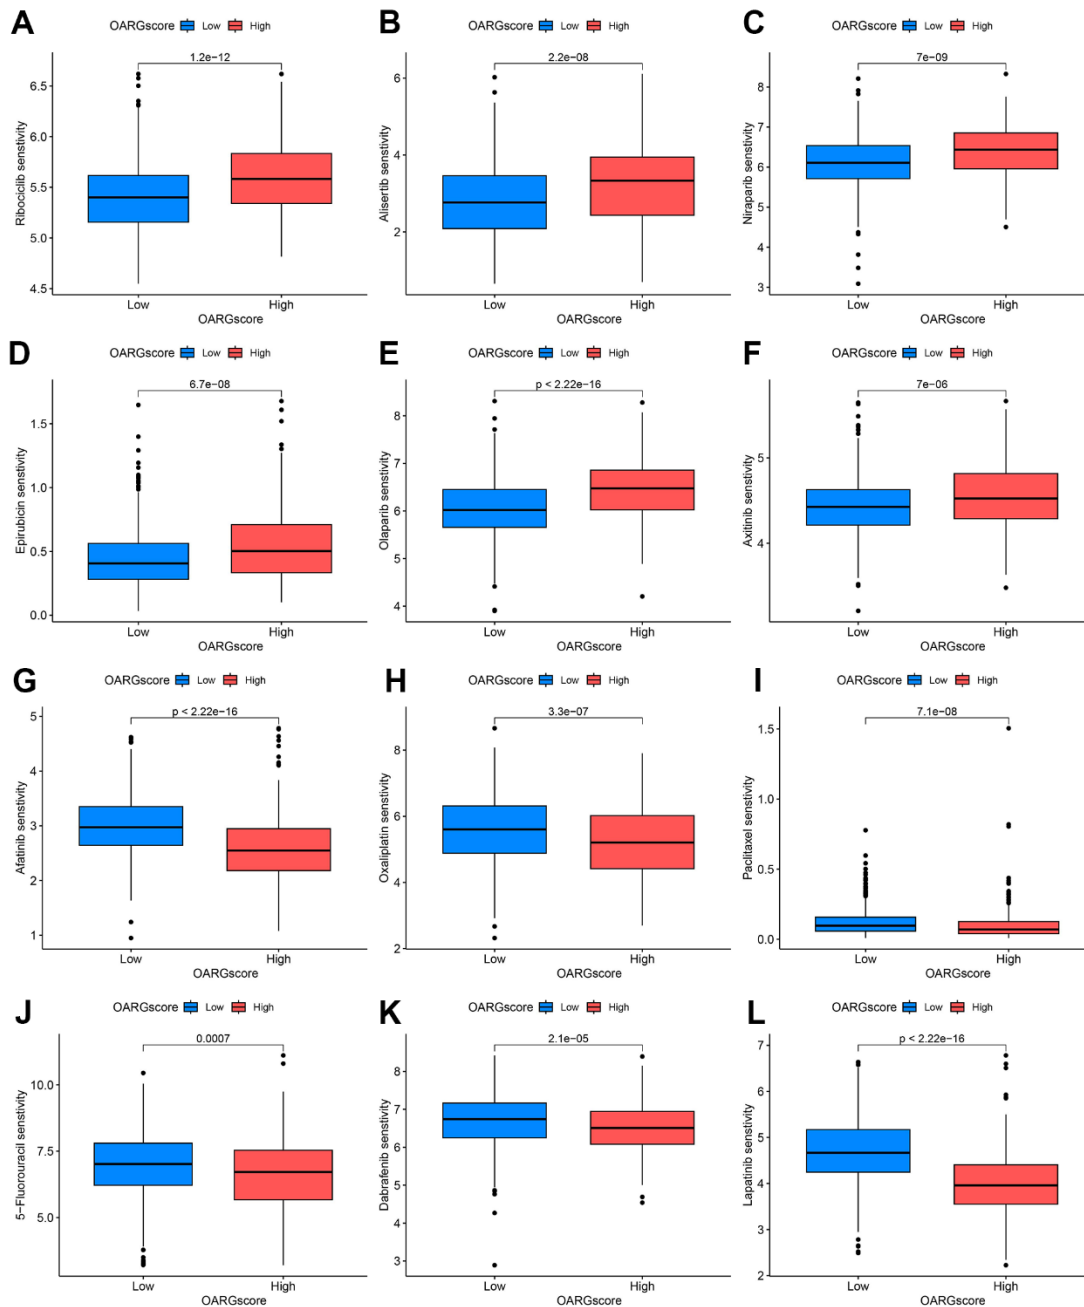 A
OARGscore Low High
1.2e−12
Ribociclib senstivity
6.5
6.0
5.5
5.0
4.5
Low High
OARGscore
B
OARGscore Low High
2.2e−08
Alisertib senstivity
6
4
2
Low High
OARGscore
C
OARGscore Low High
7e−09
Niraparib senstivity
8
7
6
5
4
3
Low High
OARGscore
D
OARGscore Low High
6.7e−08
Epirubicin senstivity
1.5
1.0
0.5
0.0
Low High
OARGscore
E
OARGscore Low High
p < 2.22e−16
Olaparib senstivity
8
7
6
5
4
Low High
OARGscore
F
OARGscore Low High
7e−06
Axitinib senstivity
5
4
Low High
OARGscore
G
OARGscore Low High
p < 2.22e−16
Afatinib senstivity
5
4
3
2
1
Low High
OARGscore
H
OARGscore Low High
3.3e−07
Oxaliplatin senstivity
8
6
4
2
Low High
OARGscore
I
OARGscore Low High
7.1e−08
Paclitaxel senstivity
1.5
1.0
0.5
0.0
Low High
OARGscore
J
OARGscore Low High
0.0007
5−Fluorouracil senstivity
10.0
7.5
5.0
Low High
OARGscore
K
OARGscore Low High
2.1e−05
Dabrafenib senstivity
8
7
6
5
4
3
Low High
OARGscore
L
OARGscore Low High
p < 2.22e−16
Lapatinib senstivity
7
6
5
4
3
2
Low High
OARGscore